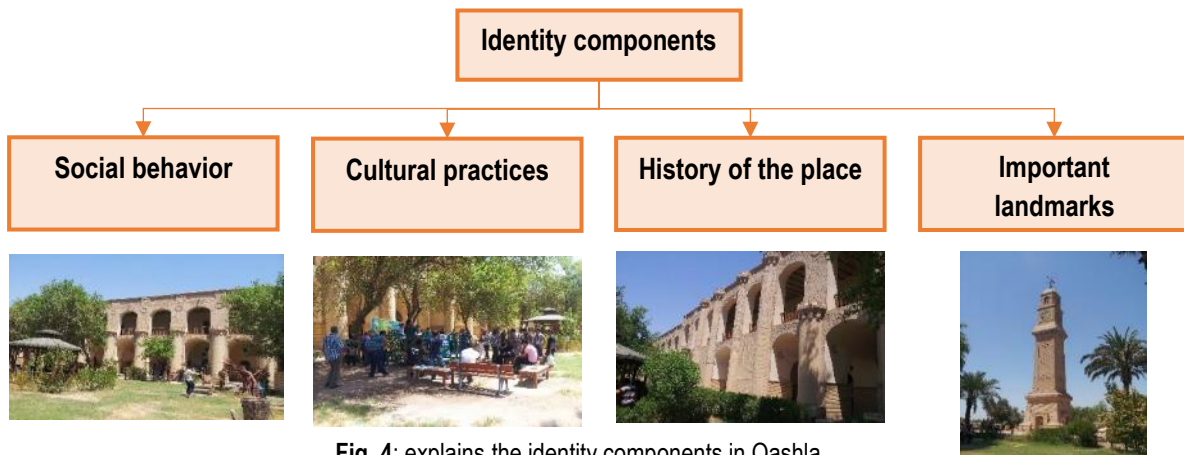 Identity components
Social behavior
Cultural practices
History of the place
Important
landmarks
Fig. 4: explains the identity components in Qashla